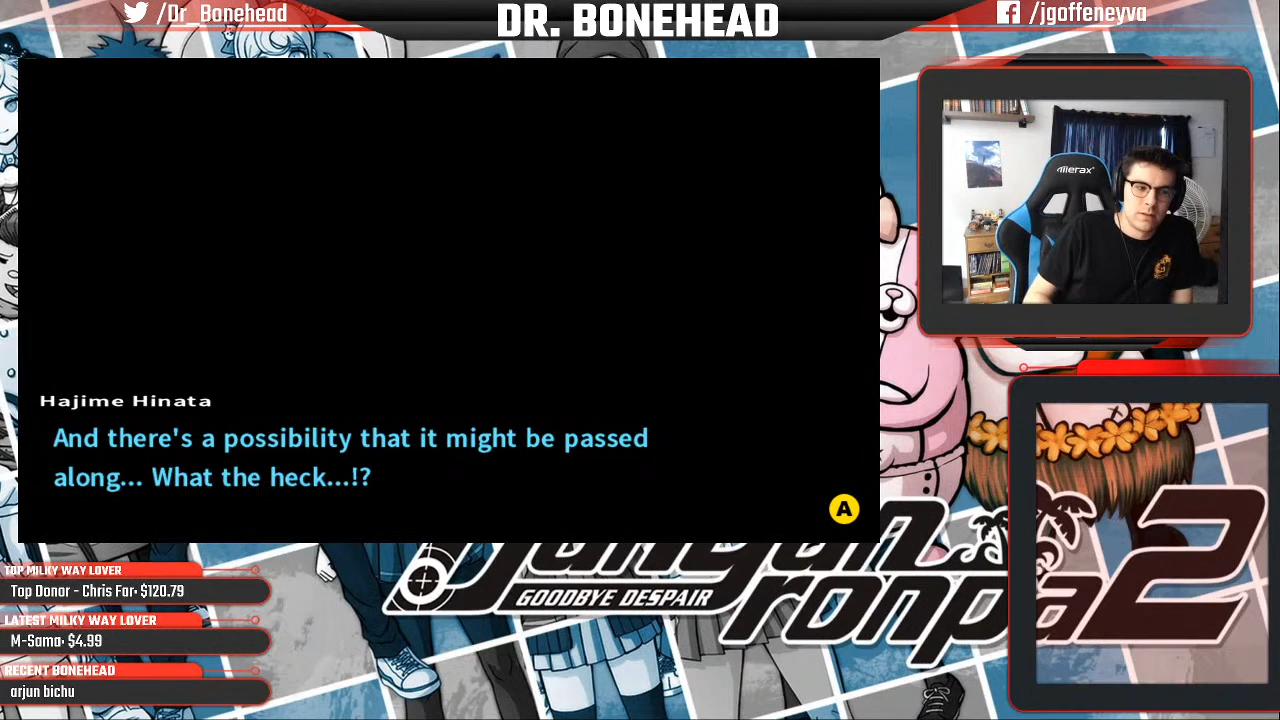 /Dr_Bonehead
DR. BONEHEAD
/jgoffeneyva
merax
Hajime Hinata
And there's a possibility that it might be passed
along... What the heck...!?
A
TOP MILKY WAY LOVER
Top Donor - Chris Far: $120.79
LATEST MILKY WAY LOVER
M-Sama: $4.99
RECENT BONEHEAD
arjun bichu
Danganronpa 2
GOODBYE DESPAIR